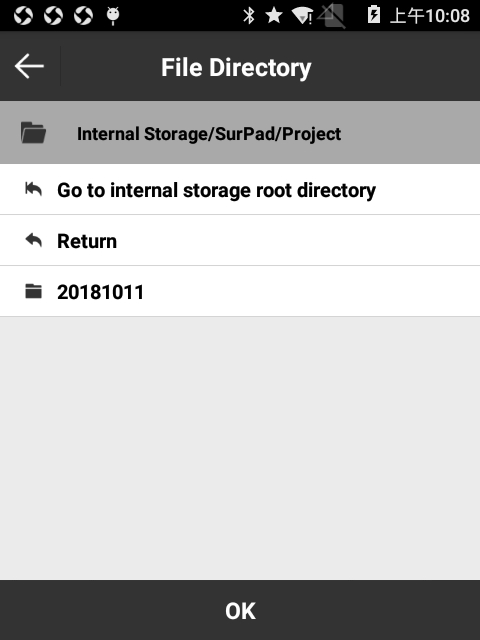 上午10:08
File Directory
Internal Storage/SurPad/Project
Go to internal storage root directory
Return
20181011
OK